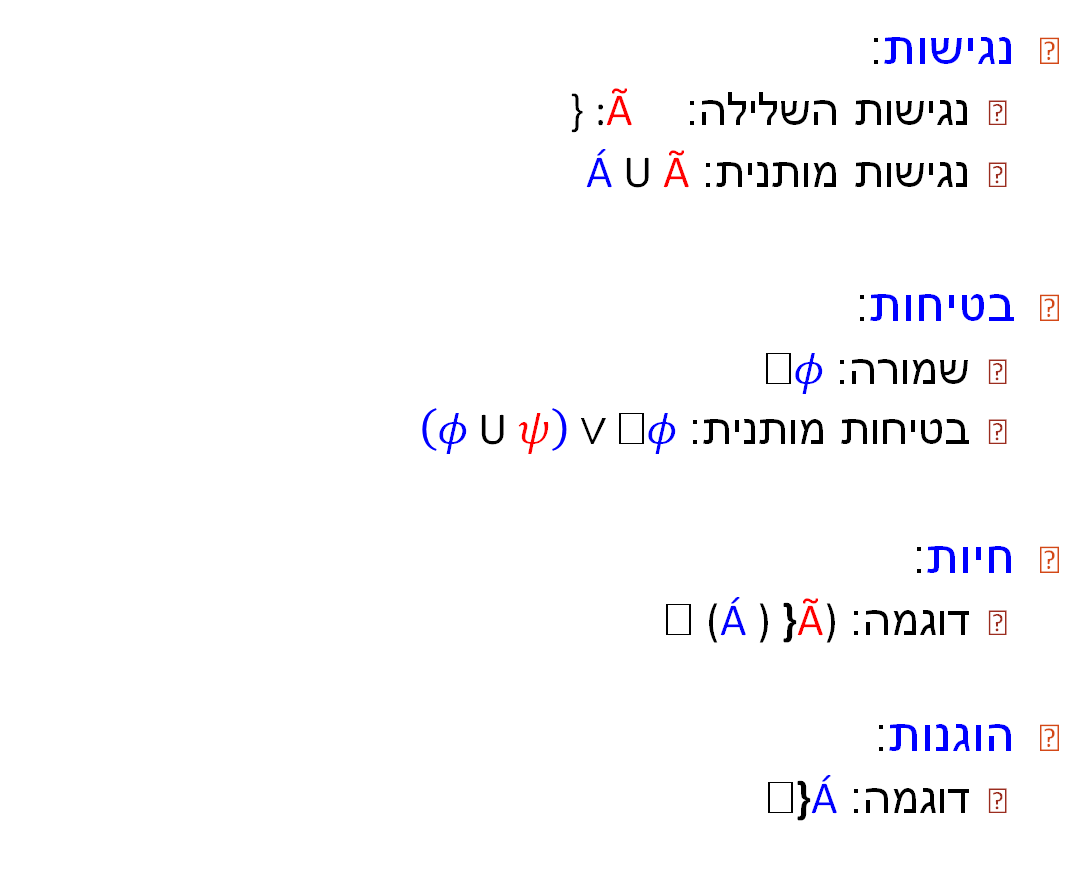 נגישות:
נגישות השלילה: } :Ã
נגישות מותנית: Á U Ã
בטיחות:
שמורה: □ϕ
בטיחות מותנית: (ϕ U ψ) ∨ □ϕ
חיות:
דוגמה: □ (Á ) }Ã)
הוגנות:
דוגמה: □}Á